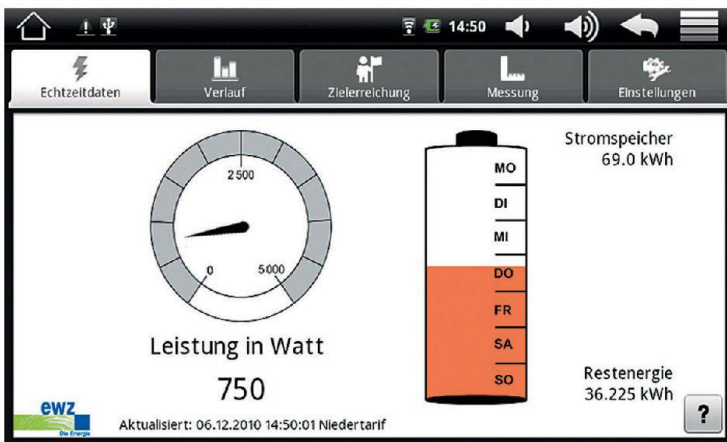 14:50
Echtzeitdaten
Verlauf
Zielerreichung
Messung
Einstellungen
2500
0
5000
Leistung in Watt
750
MO
DI
MI
DO
FR
SA
SO
Stromspeicher
69.0 kWh
Restenergie
36.225 kWh
ewz
Die Energie
Aktualisiert: 06.12.2010 14:50:01 Niedertarif
?